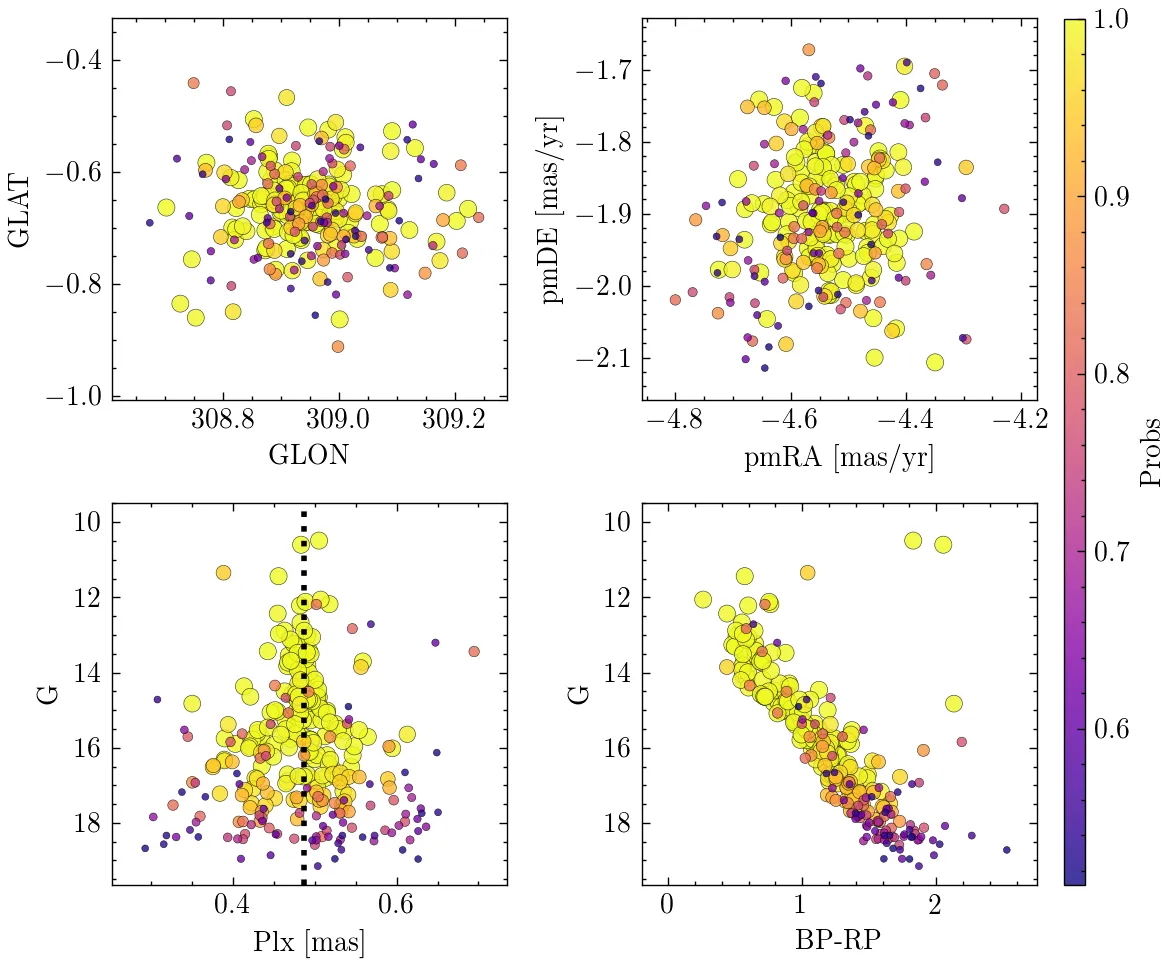 −0.4
−0.6
−0.8
−1.0
GLAT
308.8 309.0 309.2
GLON
−1.7
−1.8
−1.9
−2.0
−2.1
pmDE [mas/yr]
−4.8 −4.6 −4.4 −4.2
pmRA [mas/yr]
10
12
14
16
18
G
0.4 0.6
Plx [mas]
10
12
14
16
18
G
0 1 2
BP-RP
1.0
0.9
0.8
0.7
0.6
Probs